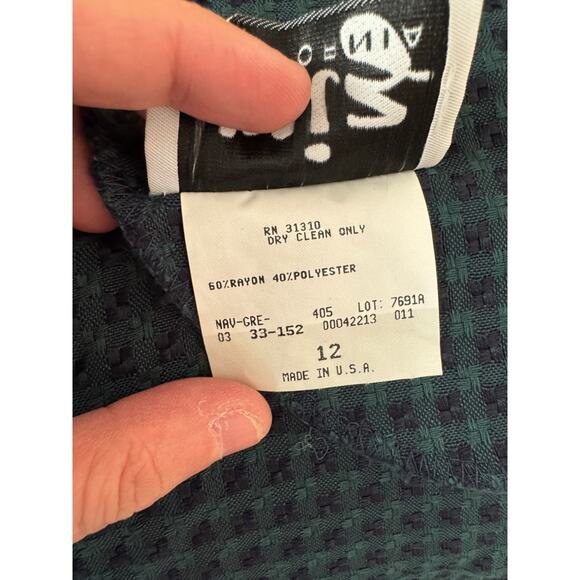 RN 31310
DRY CLEAN ONLY
60%RAYON 40%POLYESTER
NAV-GRE- 405 LOT: 7691A
03 33-152 00042213 011
12
MADE IN U.S.A.